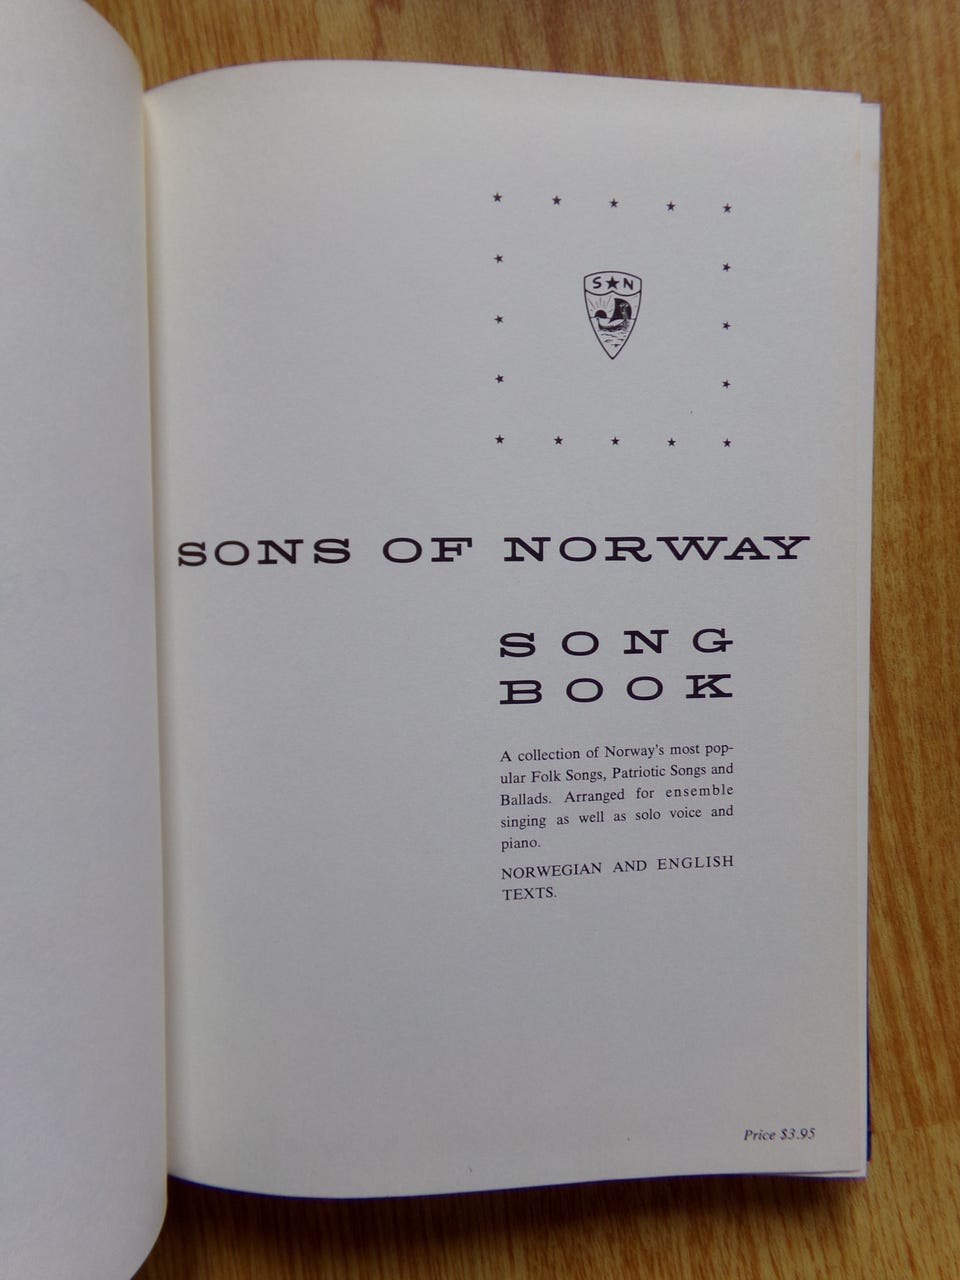 S★N
SONS OF NORWAY
SONG
BOOK
A collection of Norway's most pop-
ular Folk Songs, Patriotic Songs and
Ballads. Arranged for ensemble
singing as well as solo voice and
piano.
NORWEGIAN AND ENGLISH
TEXTS.
Price $3.95